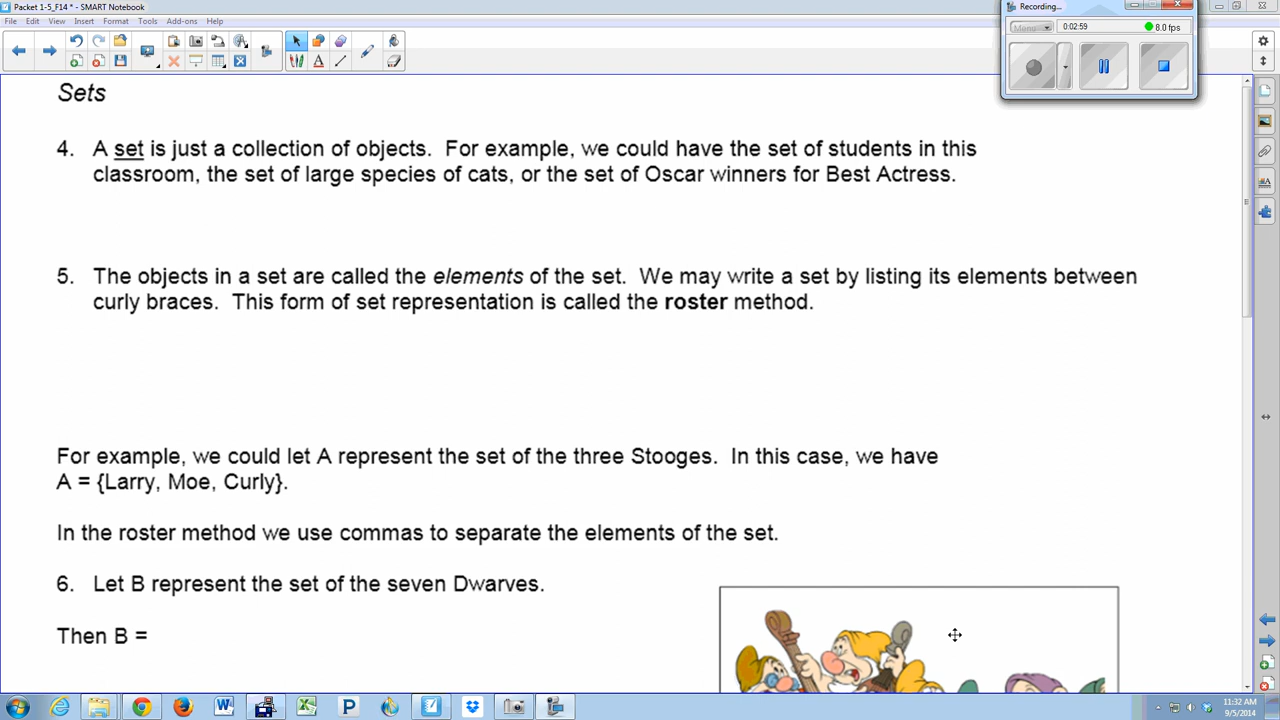 Packet 1-5_F14 * - SMART Notebook
Recording...
File Edit View Insert Format Tools Add-ons Help
Menu
0:02:59
8.0 fps
Sets
4. A set is just a collection of objects. For example, we could have the set of students in this
classroom, the set of large species of cats, or the set of Oscar winners for Best Actress.
5. The objects in a set are called the elements of the set. We may write a set by listing its elements between
curly braces. This form of set representation is called the roster method.
For example, we could let A represent the set of the three Stooges. In this case, we have
A = {Larry, Moe, Curly}.
In the roster method we use commas to separate the elements of the set.
6. Let B represent the set of the seven Dwarves.
Then B =
11:32 AM
9/5/2014